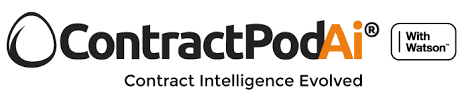 ContractPodAi®
With
Watson™
Contract Intelligence Evolved